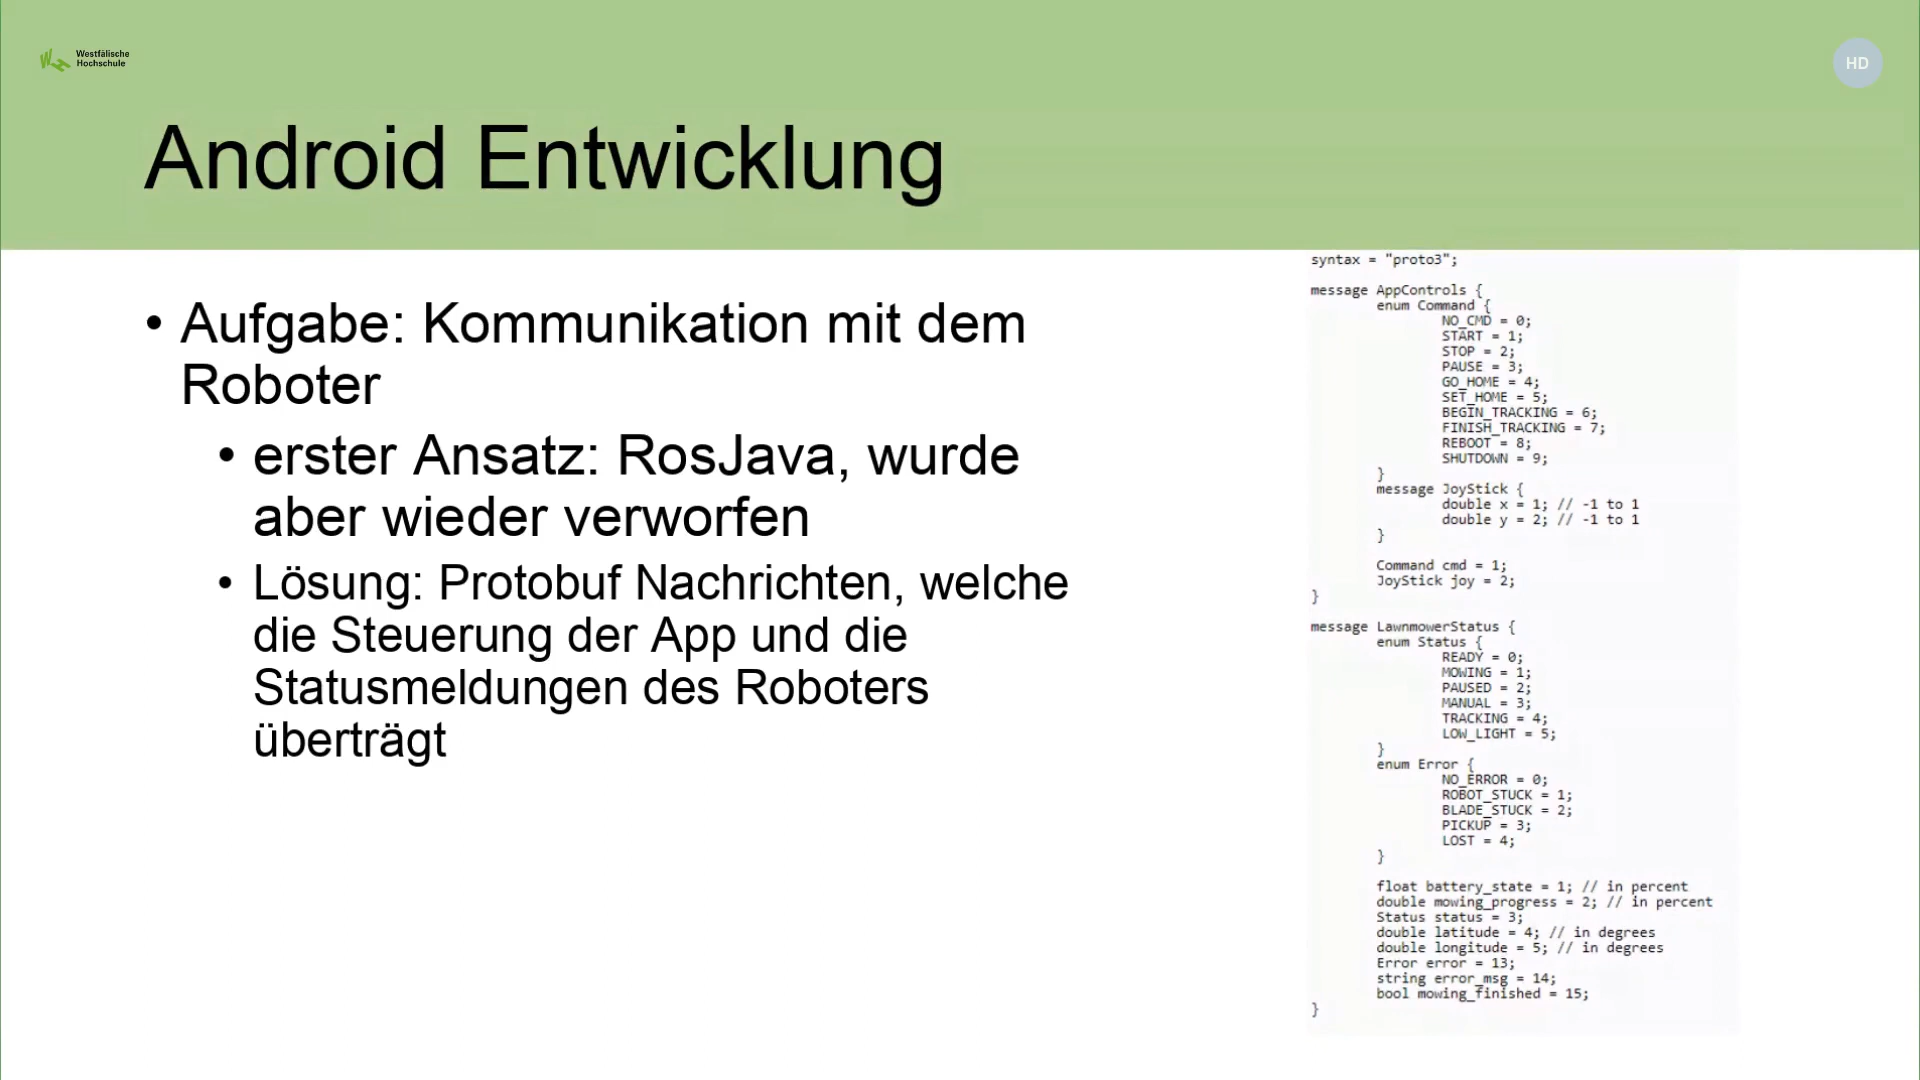 Westfälische
Hochschule
HD
Android Entwicklung
• Aufgabe: Kommunikation mit dem
Roboter
• erster Ansatz: RosJava, wurde
aber wieder verworfen
• Lösung: Protobuf Nachrichten, welche
die Steuerung der App und die
Statusmeldungen des Roboters
überträgt
syntax = "proto3";
message AppControls {
enum Command {
NO_CMD = 0;
START = 1;
STOP = 2;
PAUSE = 3;
GO_HOME = 4;
SET_HOME = 5;
BEGIN_TRACKING = 6;
FINISH_TRACKING = 7;
REBOOT = 8;
SHUTDOWN = 9;
}
message JoyStick {
double x = 1; // -1 to 1
double y = 2; // -1 to 1
}
Command cmd = 1;
JoyStick joy = 2;
}
message LawnmowerStatus {
enum Status {
READY = 0;
MOWING = 1;
PAUSED = 2;
MANUAL = 3;
TRACKING = 4;
LOW_LIGHT = 5;
}
enum Error {
NO_ERROR = 0;
ROBOT_STUCK = 1;
BLADE_STUCK = 2;
PICKUP = 3;
LOST = 4;
}
float battery_state = 1; // in percent
double mowing_progress = 2; // in percent
Status status = 3;
double latitude = 4; // in degrees
double longitude = 5; // in degrees
Error error = 13;
string error_msg = 14;
bool mowing_finished = 15;
}